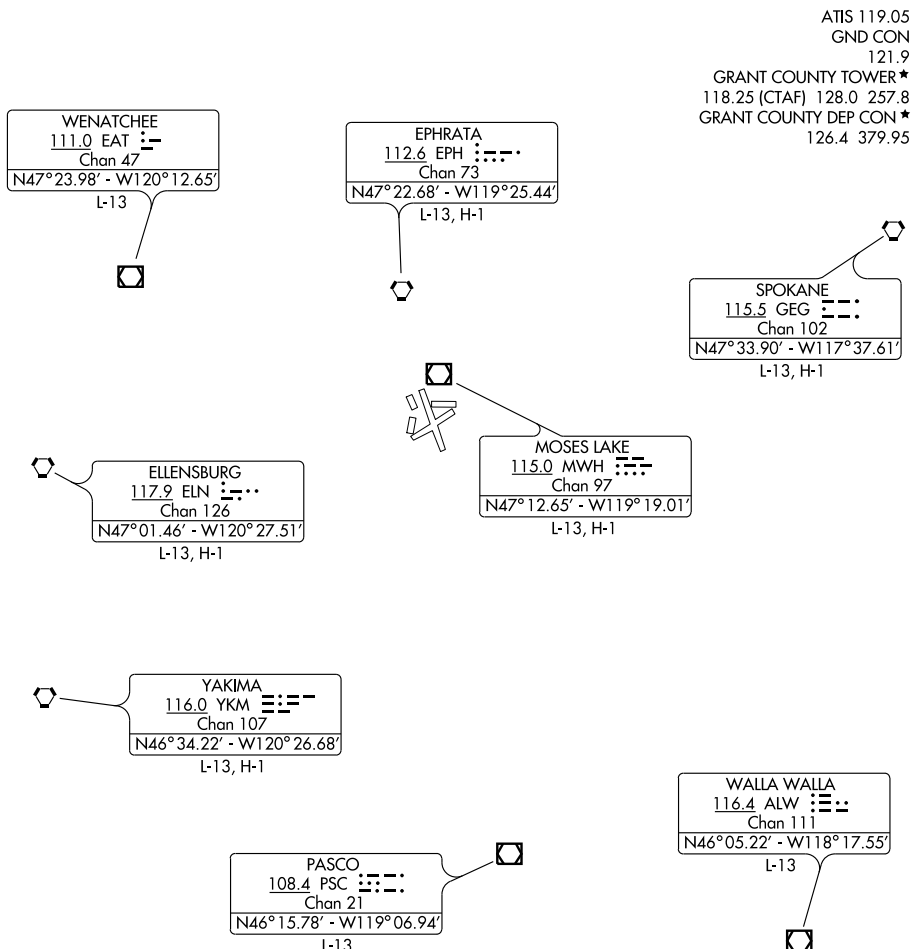 ATIS 119.05
GND CON
121.9
GRANT COUNTY TOWER★
118.25 (CTAF) 128.0 257.8
GRANT COUNTY DEP CON★
126.4 379.95
WENATCHEE
111.0 EAT
Chan 47
N47°23.98' - W120°12.65'
L-13
EPHRATA
112.6 EPH
Chan 73
N47°22.68' - W119°25.44'
L-13, H-1
SPOKANE
115.5 GEG
Chan 102
N47°33.90' - W117°37.61'
L-13, H-1
MOSES LAKE
115.0 MWH
Chan 97
N47°12.65' - W119°19.01'
L-13, H-1
ELLENSBURG
117.9 ELN
Chan 126
N47°01.46' - W120°27.51'
L-13, H-1
YAKIMA
116.0 YKM
Chan 107
N46°34.22' - W120°26.68'
L-13, H-1
WALLA WALLA
116.4 ALW
Chan 111
N46°05.22' - W118°17.55'
L-13
PASCO
108.4 PSC
Chan 21
N46°15.78' - W119°06.94'
L-13